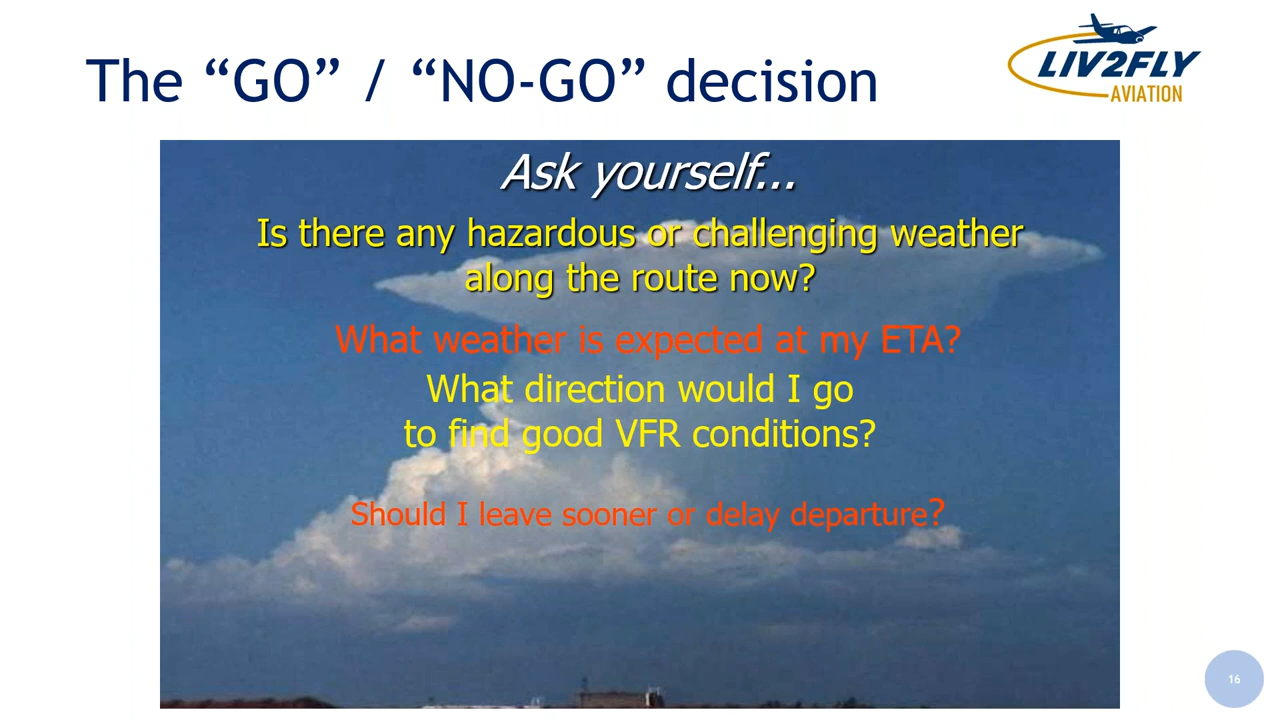 The “GO” / “NO-GO” decision
LIV2FLY
AVIATION
Ask yourself...
Is there any hazardous or challenging weather
along the route now?
What weather is expected at my ETA?
What direction would I go
to find good VFR conditions?
Should I leave sooner or delay departure?
16